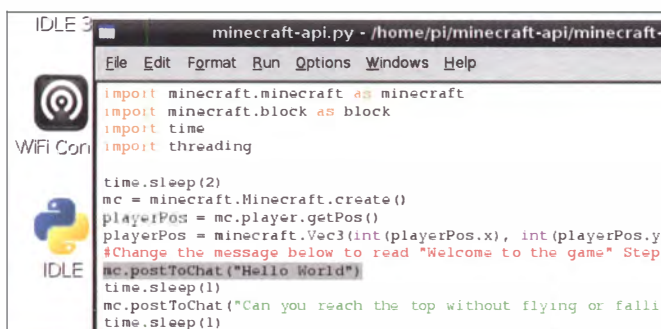 IDLE 3
minecraft-api.py - /home/pi/minecraft-api/minecraft-
File Edit Format Run Options Windows Help
import minecraft.minecraft as minecraft
import minecraft.block as block
import time
import threading
WiFi Con
time.sleep(2)
mc = minecraft.Minecraft.create()
playerPos = mc.player.getPos()
playerPos = minecraft.Vec3(int(playerPos.x), int(playerPos.y
#Change the message below to read "Welcome to the game" Step
IDLE
mc.postToChat("Hello World")
time.sleep(1)
mc.postToChat("Can you reach the top without flying or falli
time.sleep(1)